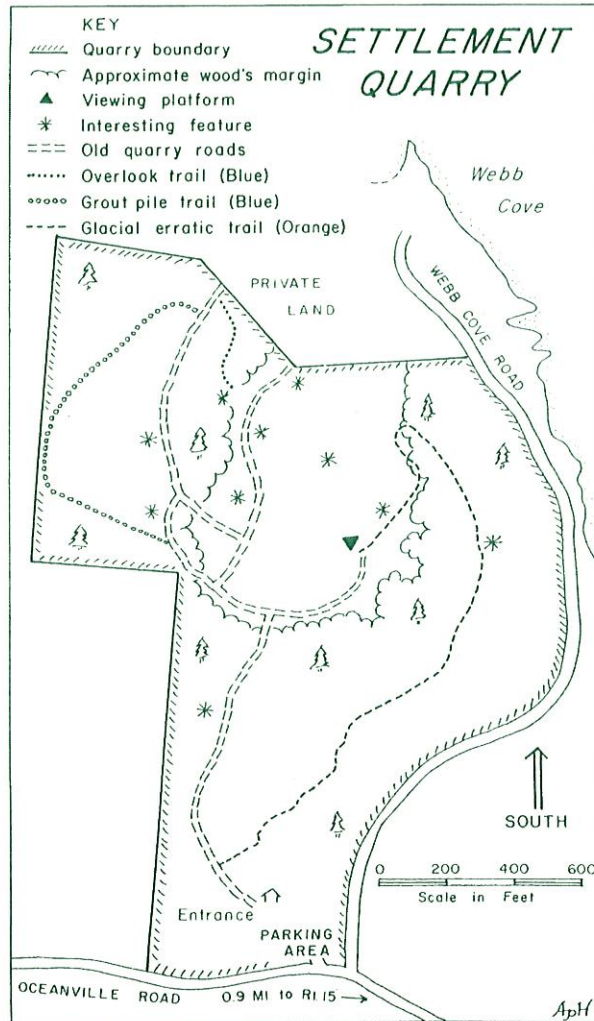 KEY
Quarry boundary
Approximate wood's margin
Viewing platform
Interesting feature
Old quarry roads
Overlook trail (Blue)
Grout pile trail (Blue)
Glacial erratic trail (Orange)
SETTLEMENT
QUARRY
Webb
Cove
PRIVATE
LAND
WEBB COVE ROAD
SOUTH
0 200 400 600
Scale in Feet
Entrance
PARKING
AREA
OCEANVILLE ROAD 0.9 MI to Rt.15
ApH